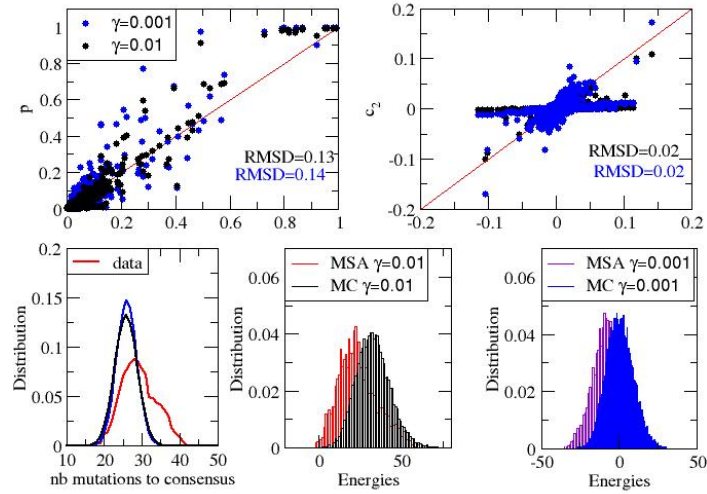 γ=0.001
γ=0.01
p
RMSD=0.13
RMSD=0.14
1
0.8
0.6
0.4
0.2
0
0 0.2 0.4 0.6 0.8 1
c2
RMSD=0.02
RMSD=0.02
0.2
0.1
0
-0.1
-0.2
-0.2 -0.1 0 0.1 0.2
data
Distribution
0.2
0.15
0.1
0.05
0
10 20 30 40 50
nb mutations to consensus
MSA γ=0.01
MC γ=0.01
Distribution
0.06
0.04
0.02
0
0 50
Energies
MSA γ=0.001
MC γ=0.001
Distribution
0.06
0.04
0.02
0
-50 0 50
Energies